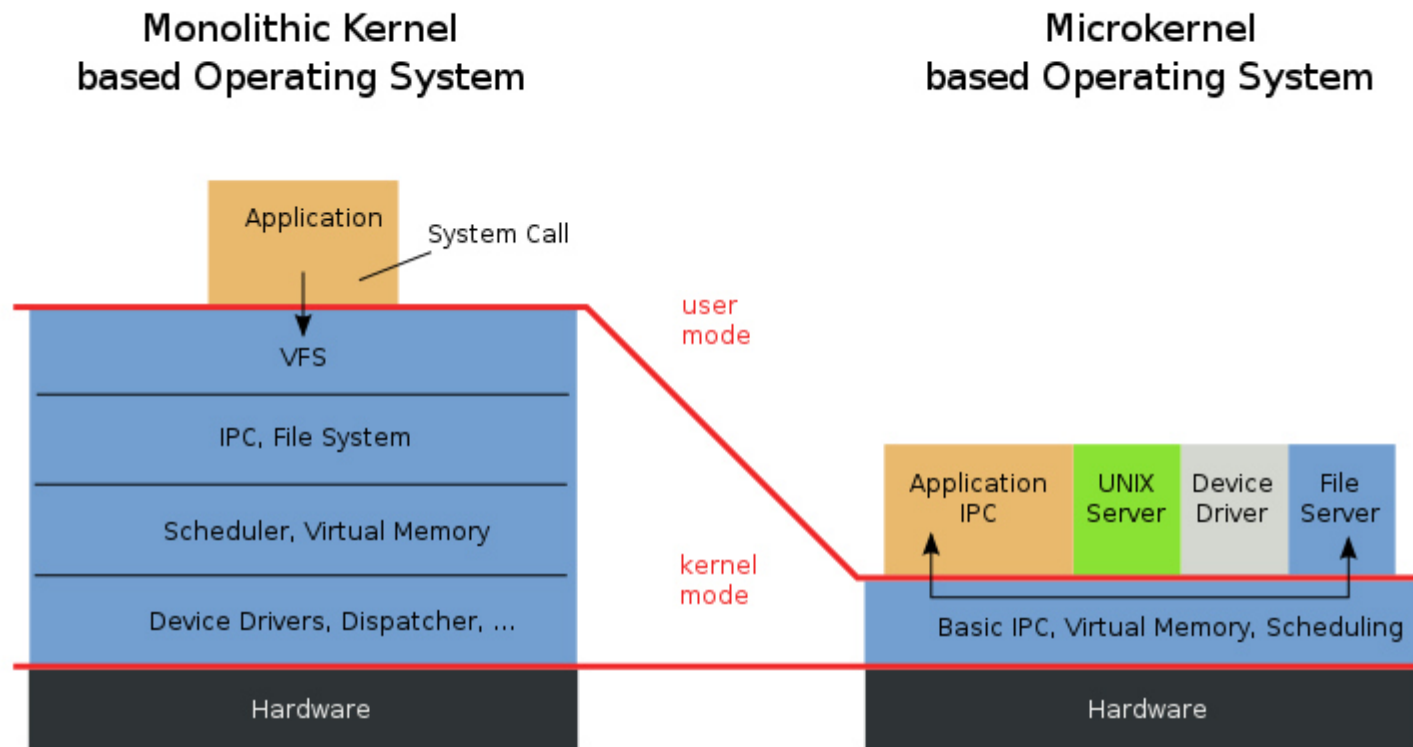 Monolithic Kernel
based Operating System
Microkernel
based Operating System
Application
System Call
user
mode
VFS
IPC, File System
Scheduler, Virtual Memory
Device Drivers, Dispatcher, ...
Hardware
kernel
mode
Application
IPC
UNIX
Server
Device
Driver
File
Server
Basic IPC, Virtual Memory, Scheduling
Hardware